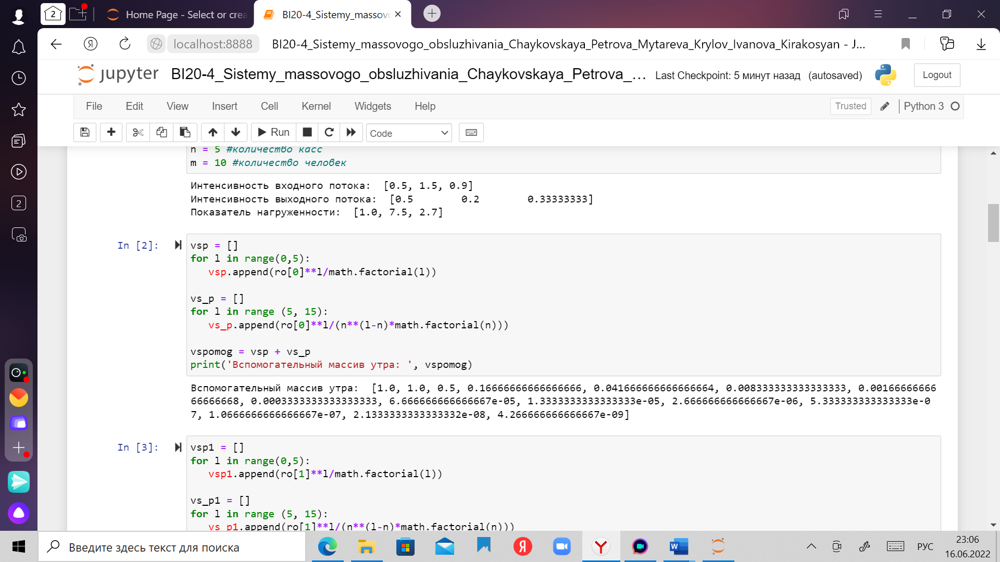 2
Home Page - Select or crea
BI20-4_Sistemy_massovo
localhost:8888
BI20-4_Sistemy_massovogo_obsluzhivania_Chaykovskaya_Petrova_Mytareva_Krylov_Ivanova_Kirakosyan - J...
jupyter
BI20-4_Sistemy_massovogo_obsluzhivania_Chaykovskaya_Petrova_...
Last Checkpoint: 5 минут назад (autosaved)
Logout
File Edit View Insert Cell Kernel Widgets Help
Trusted
Python 3
Run
Code
n = 5 #количество касс
m = 10 #количество человек
Интенсивность входного потока:  [0.5, 1.5, 0.9]
Интенсивность выходного потока:  [0.5        0.2        0.33333333]
Показатель нагруженности:  [1.0, 7.5, 2.7]
In [2]:
vsp = []
for l in range(0,5):
   vsp.append(ro[0]**l/math.factorial(l))
vs_p = []
for l in range (5, 15):
   vs_p.append(ro[0]**l/(n**(l-n)*math.factorial(n)))
vspomog = vsp + vs_p
print('Вспомогательный массив утра: ', vspomog)
Вспомогательный массив утра:  [1.0, 1.0, 0.5, 0.16666666666666666, 0.041666666666666664, 0.008333333333333333, 0.00166666666
66666668, 0.0003333333333333333, 6.666666666666667e-05, 1.3333333333333333e-05, 2.666666666666667e-06, 5.333333333333333e-0
7, 1.0666666666666667e-07, 2.1333333333333332e-08, 4.266666666666667e-09]
In [3]:
vsp1 = []
for l in range(0,5):
   vsp1.append(ro[1]**l/math.factorial(l))
vs_p1 = []
for l in range (5, 15):
   vs_p1.append(ro[1]**l/(n**(l-n)*math.factorial(n)))
2
Введите здесь текст для поиска
Я
W
РУС
23:06
16.06.2022